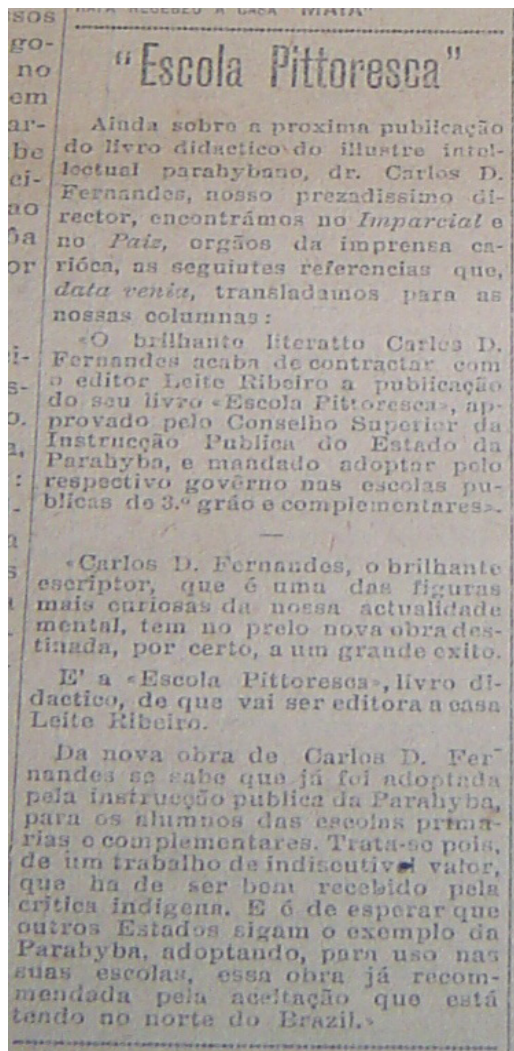 RATA RECEBEU A CASA "MAIA"
"Escola Pittoresca"
Ainda sobre a proxima publicação
do livro didactico do illustre intel-
lectual parahybano, dr. Carlos D.
Fernandes, nosso prezadissimo di-
rector, encontrámos no Imparcial e
no Paiz, orgãos da imprensa ca-
rióca, as seguiutes referencias que,
data venia, transladamos para as
nossas columnas:
«O brilhante literatto Carlos D.
Fernandes acaba de contractar com
o editor Leite Ribeiro a publicação
do seu livro «Escola Pittoresca», ap-
provado pelo Conselho Superior da
Instrucção Publica do Estado da
Parahyba, e mandado adoptar pelo
respectivo govêrno nas escolas pu-
blicas de 3.º gráo e complementares».
«Carlos D. Fernandes, o brilhante
escriptor, que é uma das figuras
mais curiosas da nossa actualidade
mental, tem no prelo nova obra des-
tinada, por certo, a um grande exito.
E' a «Escola Pittoresca», livro di-
dactico, de que vai ser editora a casa
Leite Ribeiro.
Da nova obra de Carlos D. Fer-
nandes se sabe que já foi adoptada
pela instrucção publica da Parahyba,
para os alumnos das escolas prima-
rias e complementares. Trata-se pois,
de um trabalho de indiscutivel valor,
que ha de ser bem recebido pela
critica indigena. E é de esperar que
outros Estados sigam o exemplo da
Parahyba, adoptando, para uso nas
suas escolas, essa obra já recom-
mendada pela aceitação que está
tendo no norte do Brazil.»